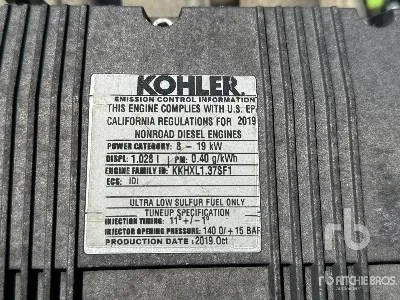 KOHLER.
EMISSION CONTROL INFORMATION
THIS ENGINE COMPLIES WITH U.S. EP
CALIFORNIA REGULATIONS FOR 2019
NONROAD DIESEL ENGINES
POWER CATEGORY: 8 - 19 kW
DISPL: 1.028 l PM: 0.40 g/kWh
ENGINE FAMILY ID: KKHXL1.37SF1
ECS: IDI
ULTRA LOW SULFUR FUEL ONLY
TUNEUP SPECIFICATION
INJECTION TIMING: 11° +/- 1°
INJECTOR OPENING PRESSURE: 140 0/ + 15 BAR
PRODUCTION DATE: 2019.Oct
rb
RITCHIE BROS.